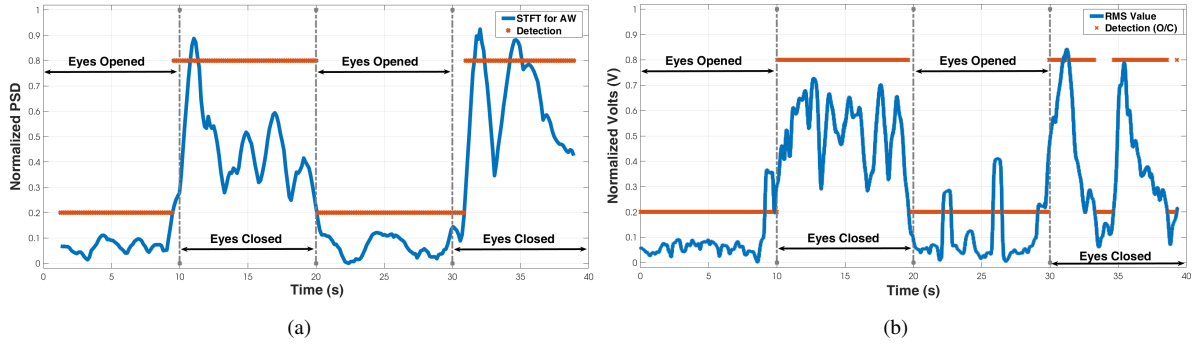 Normalized PSD
1
0.9
0.8
0.7
0.6
0.5
0.4
0.3
0.2
0.1
0
STFT for AW
Detection
Eyes Opened
Eyes Opened
Eyes Closed
Eyes Closed
0 5 10 15 20 25 30 35 40
Time (s)
(a)
Normalized Volts (V)
1
0.9
0.8
0.7
0.6
0.5
0.4
0.3
0.2
0.1
0
RMS Value
Detection (O/C)
Eyes Opened
Eyes Opened
Eyes Closed
Eyes Closed
0 5 10 15 20 25 30 35 40
Time (s)
(b)